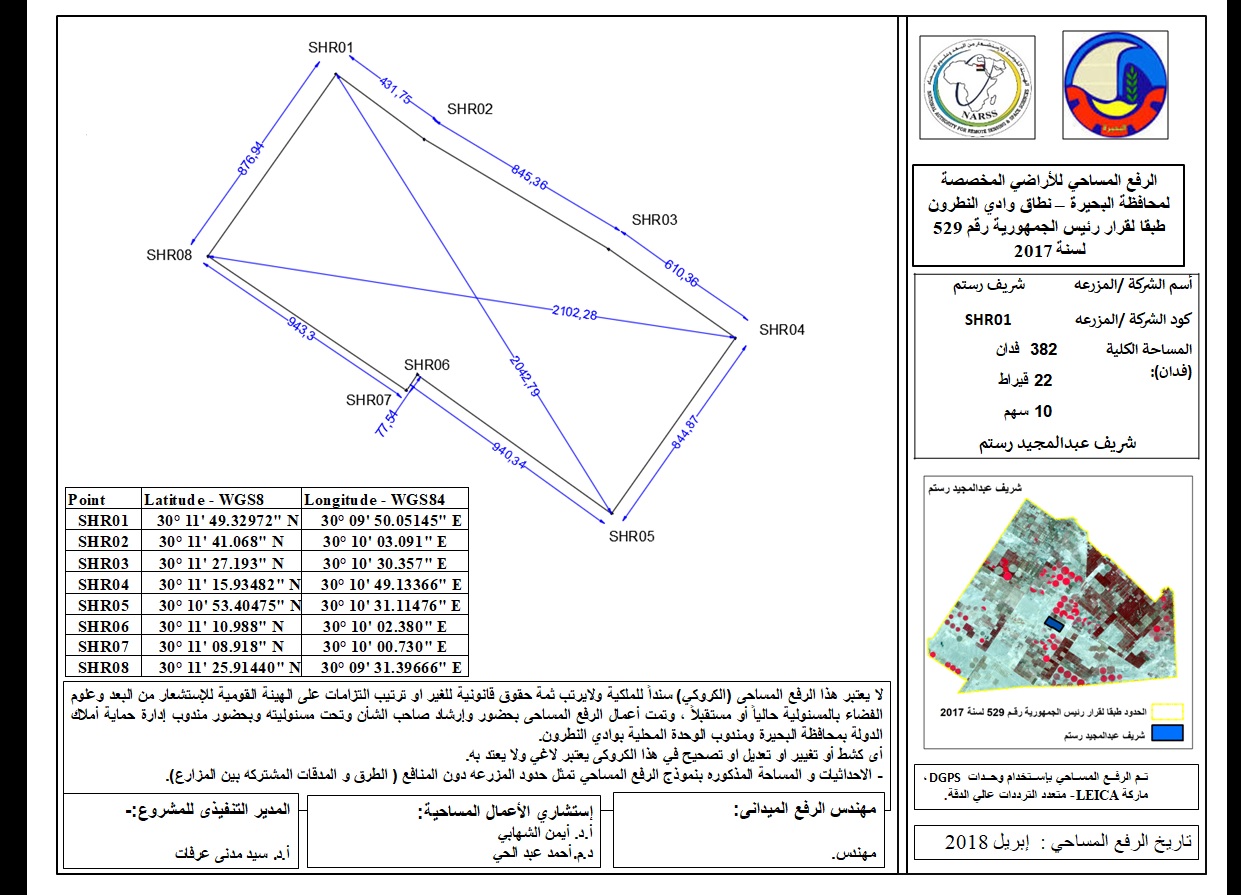 SHR01
431,75
SHR02
876,94
845,36
SHR03
610,36
SHR08
2102,28
SHR04
943,3
2042,79
SHR06
SHR07
77,54
844,87
940,34
SHR05
Point Latitude - WGS8 Longitude - WGS84
SHR01 30° 11' 49.32972" N 30° 09' 50.05145" E
SHR02 30° 11' 41.068" N 30° 10' 03.091" E
SHR03 30° 11' 27.193" N 30° 10' 30.357" E
SHR04 30° 11' 15.93482" N 30° 10' 49.13366" E
SHR05 30° 10' 53.40475" N 30° 10' 31.11476" E
SHR06 30° 11' 10.988" N 30° 10' 02.380" E
SHR07 30° 11' 08.918" N 30° 10' 00.730" E
SHR08 30° 11' 25.91440" N 30° 09' 31.39666" E
لا يعتبر هذا الرفع المساحى (الكروكي) سنداً للملكية ولايرتب ثمة حقوق قانونية للغير او ترتيب التزامات على الهيئة القومية للإستشعار من البعد وعلوم
الفضاء بالمسئولية حالياً أو مستقبلاً ، وتمت أعمال الرفع المساحى بحضور وإرشاد صاحب الشأن وتحت مسئوليته وبحضور مندوب إدارة حماية أملاك
الدولة بمحافظة البحيرة ومندوب الوحدة المحلية بوادي النطرون.
أى كشط أو تغيير او تعديل او تصحيح في هذا الكروكى يعتبر لاغي ولا يعتد به.
- الاحداثيات و المساحة المذكوره بنموذج الرفع المساحي تمثل حدود المزرعه دون المنافع ( الطرق و المدقات المشتركه بين المزارع).
مهندس الرفع الميدانى:
مهندس.
إستشاري الأعمال المساحية:
أ.د. أيمن الشهابي
د.م.أحمد عبد الحي
المدير التنفيذى للمشروع:-
أ.د. سيد مدنى عرفات
NARSS
NATIONAL AUTHORITY FOR REMOTE SENSING & SPACE SCIENCES
البحيرة
الرفع المساحي للأراضي المخصصة
لمحافظة البحيرة – نطاق وادي النطرون
طبقا لقرار رئيس الجمهورية رقم 529
لسنة 2017
أسم الشركة /المزرعه شريف رستم
كود الشركة /المزرعه SHR01
المساحة الكلية 382 فدان
(فدان):
22 قيراط
10 سهم
شريف عبدالمجيد رستم
شريف عبدالمجيد رستم
الحدود طبقا لقرار رئيس الجمهورية رقم 529 لسنة 2017
شريف عبدالمجيد رستم
تـم الرفــع المسـاحي بإسـتخدام وحـدات DGPS ،
ماركة LEICA- متعدد الترددات عالي الدقة.
تاريخ الرفع المساحي : إبريل 2018